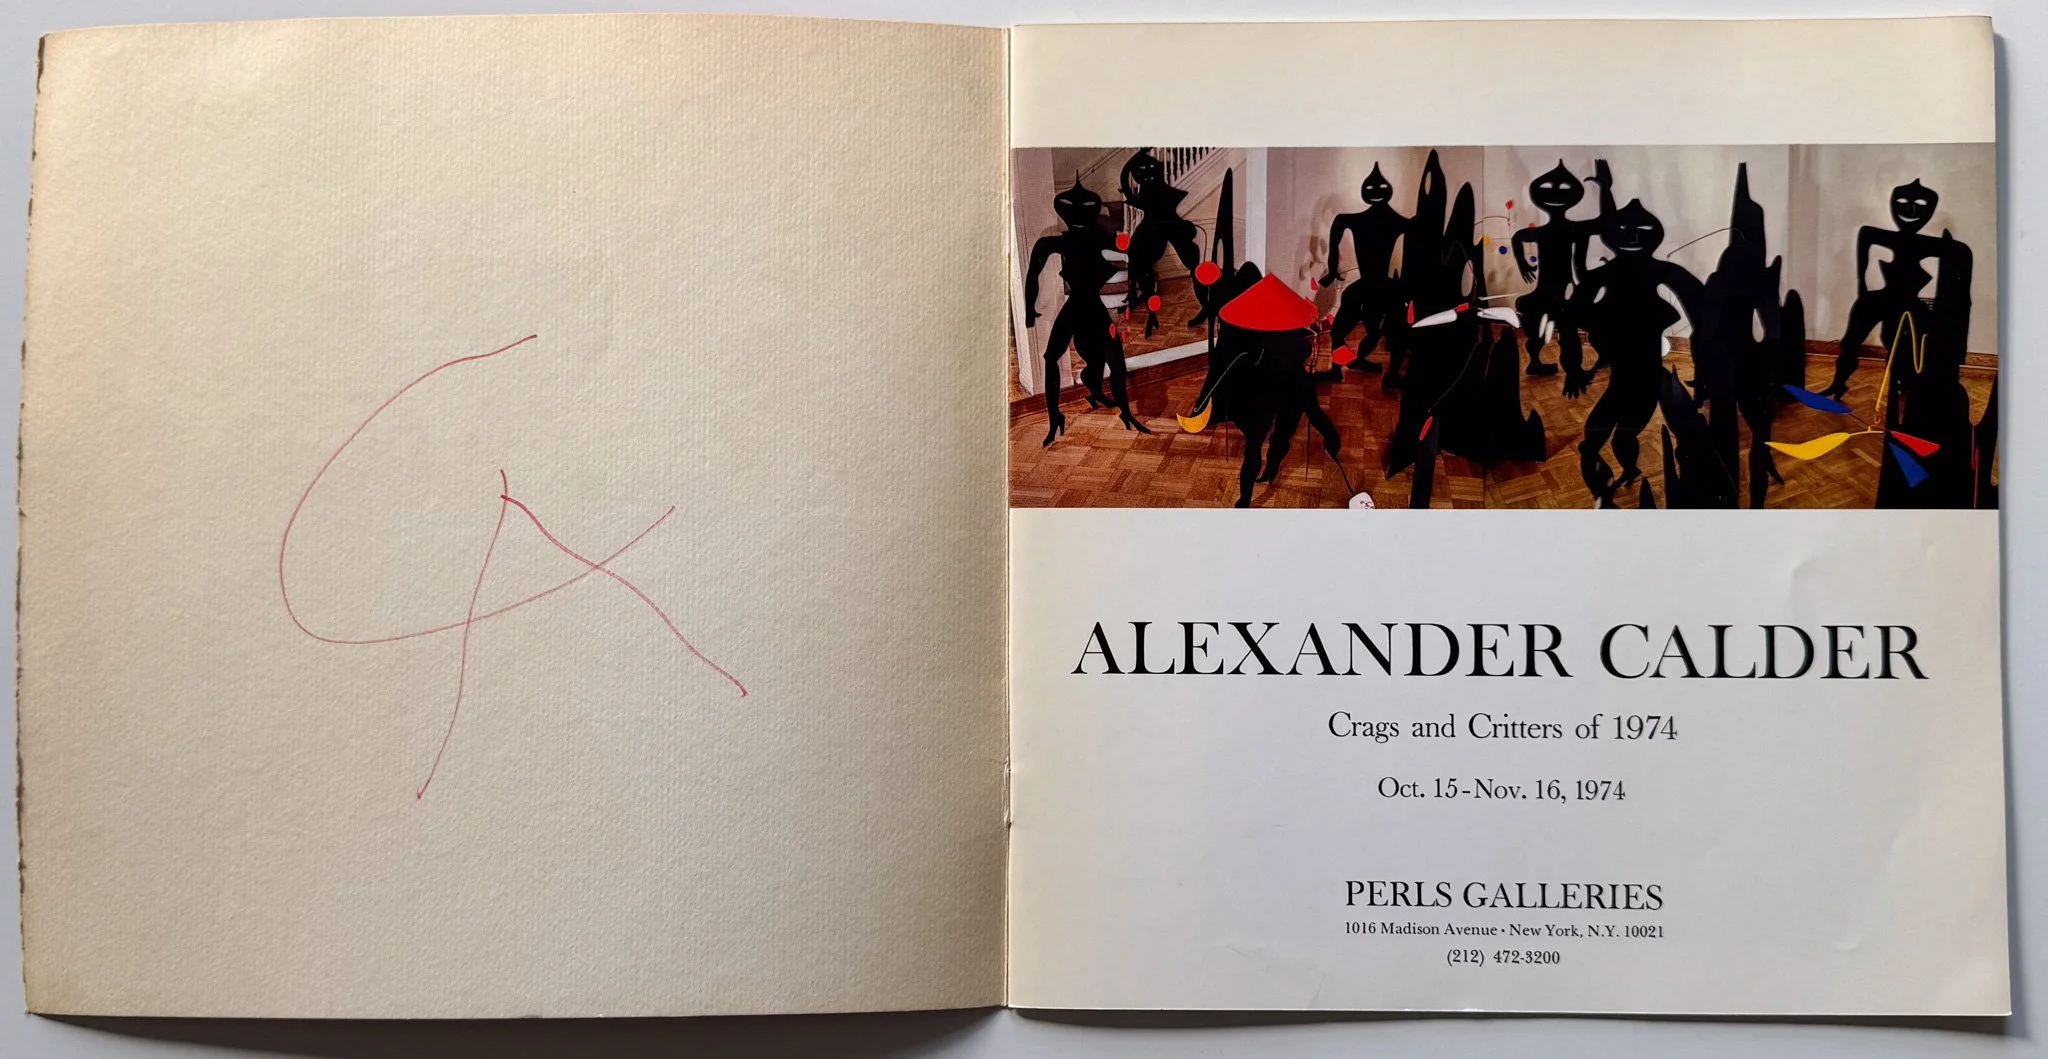 CA
ALEXANDER CALDER
Crags and Critters of 1974
Oct. 15-Nov. 16, 1974
PERLS GALLERIES
1016 Madison Avenue • New York, N.Y. 10021
(212) 472-3200